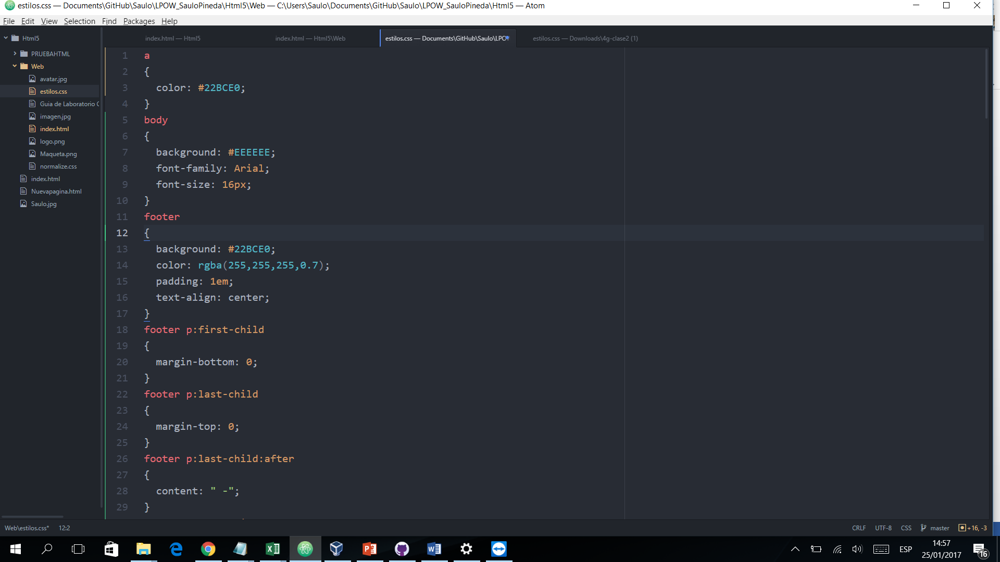 estilos.css — Documents\GitHub\Saulo\LPOW_SauloPineda\Html5\Web — C:\Users\Saulo\Documents\GitHub\Saulo\LPOW_SauloPineda\Html5 — Atom
File Edit View Selection Find Packages Help
Html5
PRUEBAHTML
Web
avatar.jpg
estilos.css
Guia de Laboratorio
imagen.jpg
index.html
logo.png
Maqueta.png
normalize.css
index.html
Nuevapagina.html
Saulo.jpg
index.html — Html5
index.html — Html5\Web
estilos.css — Documents\GitHub\Saulo\LPO
estilos.css — Downloads\4g-clase2 (1)
1 a
2 {
3 color: #22BCE0;
4 }
5 body
6 {
7 background: #EEEEEE;
8 font-family: Arial;
9 font-size: 16px;
10 }
11 footer
12 {
13 background: #22BCE0;
14 color: rgba(255,255,255,0.7);
15 padding: 1em;
16 text-align: center;
17 }
18 footer p:first-child
19 {
20 margin-bottom: 0;
21 }
22 footer p:last-child
23 {
24 margin-top: 0;
25 }
26 footer p:last-child:after
27 {
28 content: " -";
29 }
Web\estilos.css* 12:2
CRLF UTF-8 CSS master +16, -3
ESP
14:57
25/01/2017
16